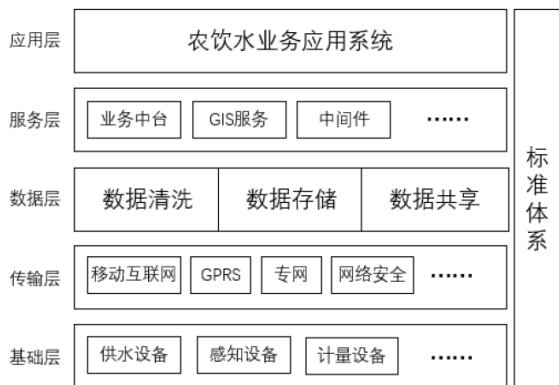 应用层
农饮水业务应用系统
服务层
业务中台
GIS服务
中间件
······
数据层
数据清洗
数据存储
数据共享
传输层
移动互联网
GPRS
专网
网络安全
······
基础层
供水设备
感知设备
计量设备
······
标准体系